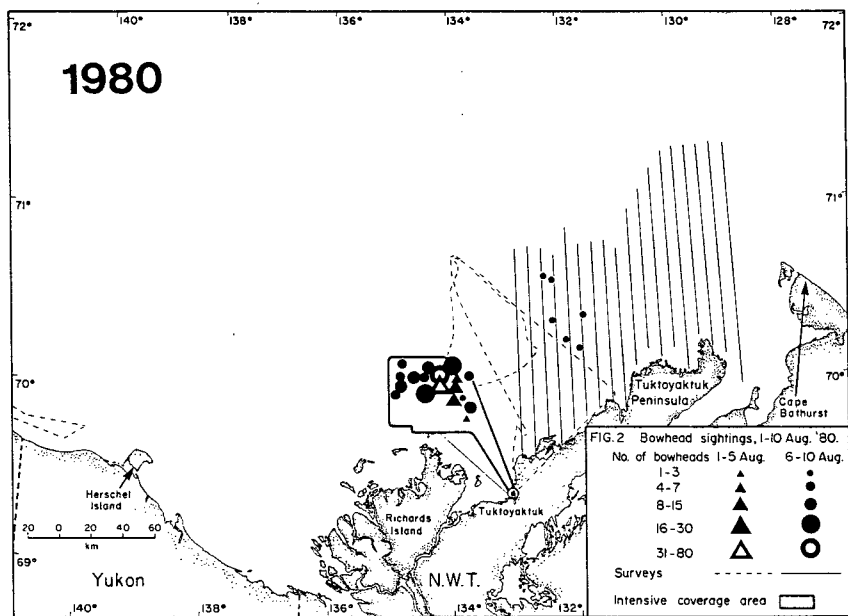 72°
140°
138°
136°
134°
132°
130°
128°
72°
1980
71°
71°
70°
70°
Tuktoyaktuk
Peninsula
Cape
Bathurst
Herschel
Island
20 0 20 40 60
km
Richards
Island
Tuktoyaktuk
69°
Yukon
N.W.T.
140°
138°
136°
134°
132°
FIG.2 Bowhead sightings, 1-10 Aug. '80.
No. of bowheads 1-5 Aug. 6-10 Aug.
1-3
4-7
8-15
16-30
31-80
Surveys
Intensive coverage area